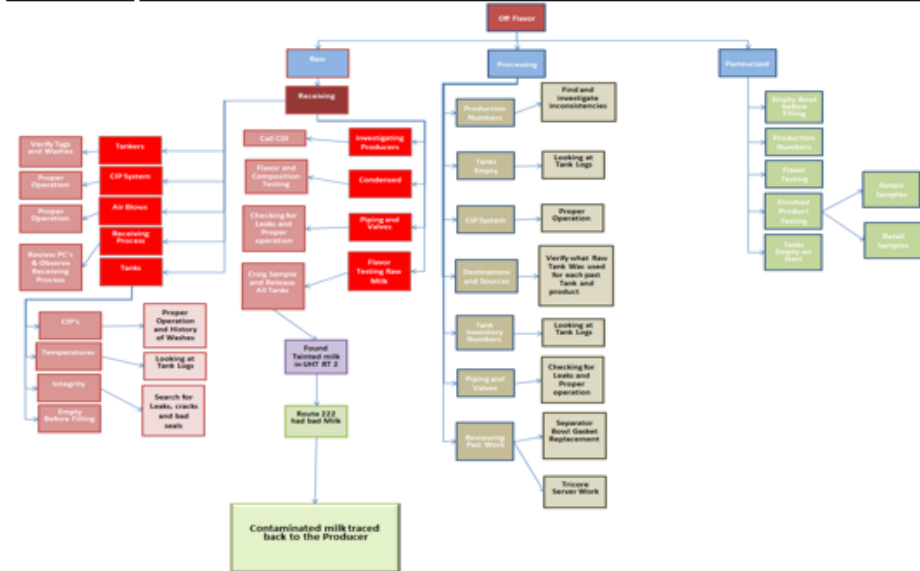 Off Flavor
Raw
Processing
Pasteurized
Receiving
Tankers
Verify Tags
and Washes
CIP System
Proper
Operation
Air Blows
Proper
Operation
Receiving
Process
Review PC's
& Observe
Receiving
Process
Tanks
CIP's
Proper
Operation
and History
of Washes
Temperatures
Looking at
Tank Logs
Integrity
Search for
Leaks, cracks
and bad
seals
Empty
Before Filling
Investigating
Producers
Call CDI
Condensed
Flavor and
Composition
Testing
Piping and
Valves
Checking for
Leaks and
Proper
operation
Flavor
Testing Raw
Milk
Craig Sample
and Release
All Tanks
Found
Tainted milk
in UHT RT 2
Route 222
had bad Milk
Contaminated milk traced
back to the Producer
Production
Numbers
Find and
investigate
inconsistencies
Tanks
Empty
Looking at
Tank Logs
CIP System
Proper
Operation
Destinations
and Sources
Verify what Raw
Tank Was used
for each past
Tank and
product
Tank
Inventory
Numbers
Looking at
Tank Logs
Piping and
Valves
Checking for
Leaks and
Proper
operation
Reviewing
Past Work
Separator
Bowl Gasket
Replacement
Tricore
Server Work
Empty Bowl
before
Filling
Production
Numbers
Flavor
Testing
Finished
Product
Testing
Retain
Samples
Retail
Samples
Tanks
Empty on
Start